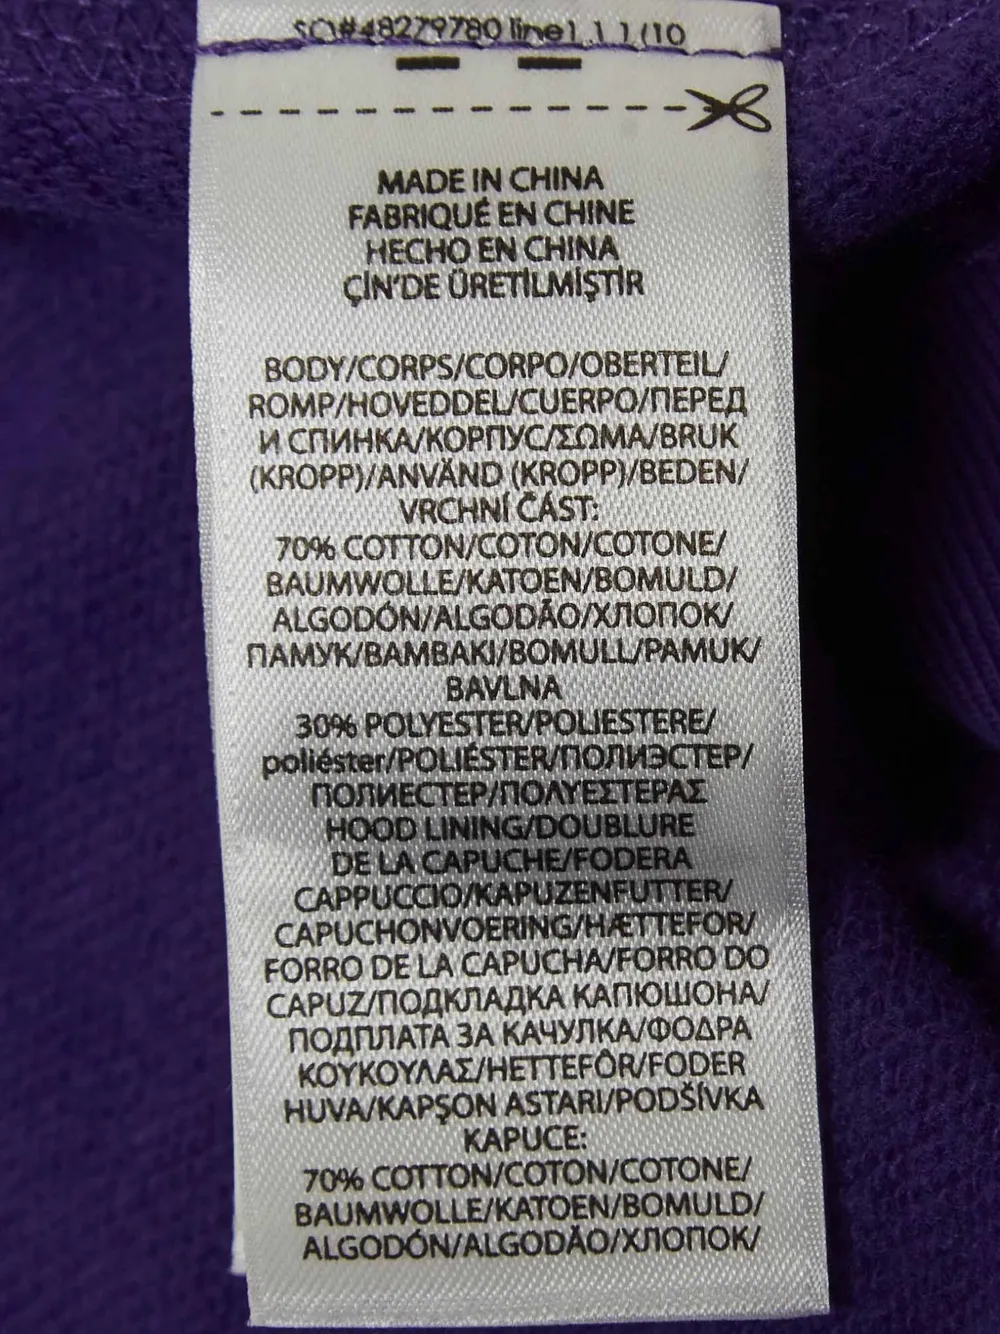 SO#48279780 line1 1 1/10
MADE IN CHINA
FABRIQUÉ EN CHINE
HECHO EN CHINA
ÇİN'DE ÜRETİLMİŞTİR
BODY/CORPS/CORPO/OBERTEIL/
ROMP/HOVEDDEL/CUERPO/ПЕРЕД
И СПИНКА/КОРПУС/ΣΩΜΑ/BRUK
(KROPP)/ANVÄND (KROPP)/BEDEN/
VRCHNÍ ČÁST:
70% COTTON/COTON/COTONE/
BAUMWOLLE/KATOEN/BOMULD/
ALGODÓN/ALGODÃO/ХЛОПОК/
ПАМУК/BAMBAKI/BOMULL/PAMUK/
BAVLNA
30% POLYESTER/POLIESTERE/
poliéster/POLIÉSTER/ПОЛИЭСТЕР/
ПОЛИЕСТЕР/ΠΟΛΥΕΣΤΕΡΑΣ
HOOD LINING/DOUBLURE
DE LA CAPUCHE/FODERA
CAPPUCCIO/KAPUZENFUTTER/
CAPUCHONVOERING/HÆTTEFOR/
FORRO DE LA CAPUCHA/FORRO DO
CAPUZ/ПОДКЛАДКА КАПЮШОНА/
ПОДПЛАТА ЗА КАЧУЛКА/ΦΟΔΡΑ
ΚΟΥΚΟΥΛΑΣ/HETTEFÔR/FODER
HUVA/KAPŞON ASTARI/PODŠÍVKA
KAPUCE:
70% COTTON/COTON/COTONE/
BAUMWOLLE/KATOEN/BOMULD/
ALGODÓN/ALGODÃO/ХЛОПОК/